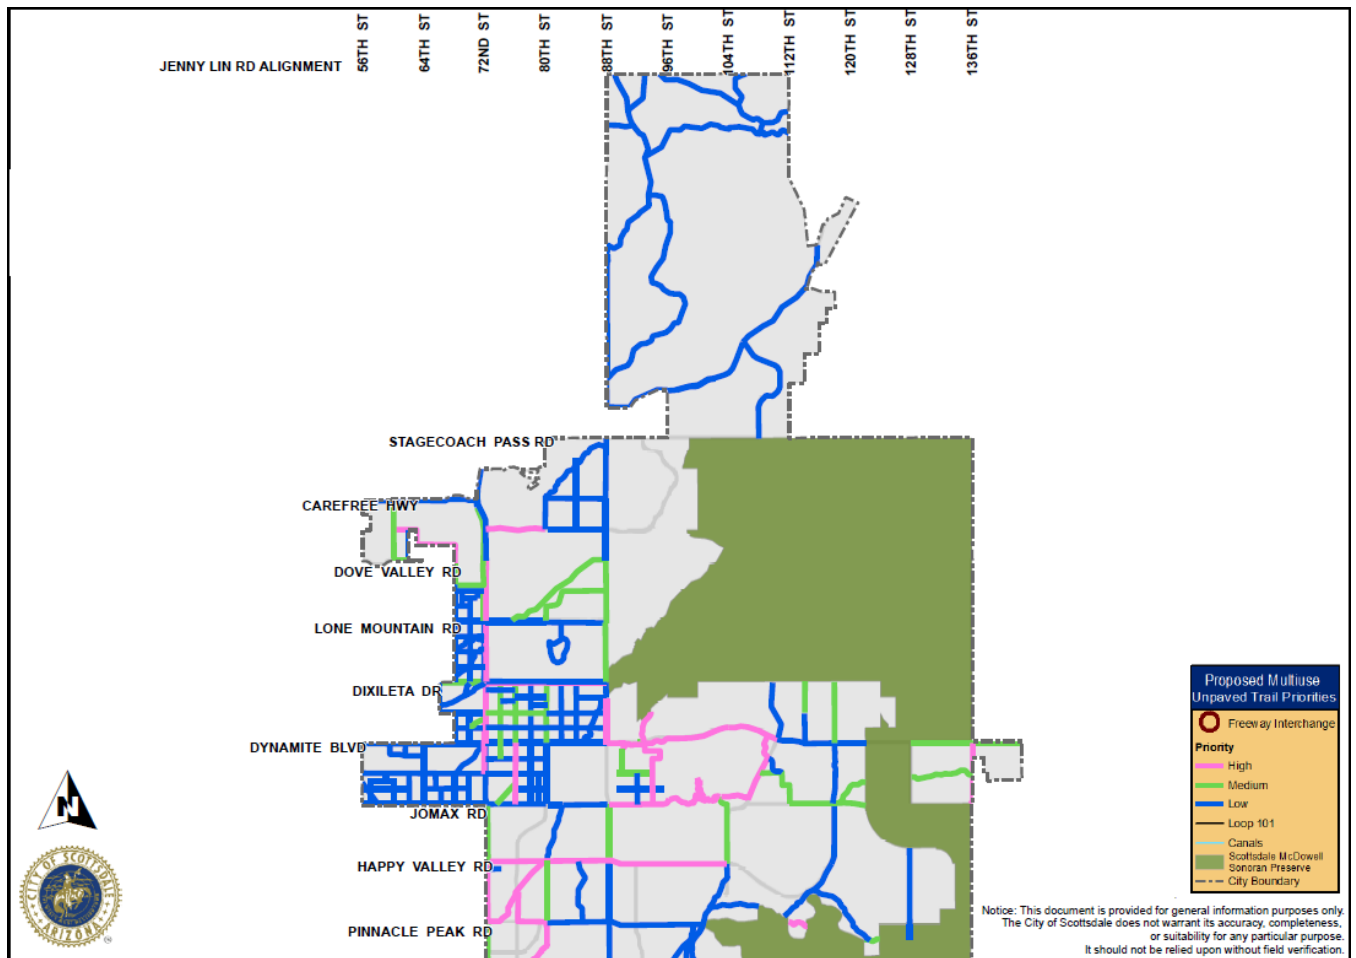 56TH ST
64TH ST
72ND ST
80TH ST
88TH ST
96TH ST
104TH ST
112TH ST
120TH ST
128TH ST
136TH ST
JENNY LIN RD ALIGNMENT
STAGECOACH PASS RD
CAREFREE HWY
DOVE VALLEY RD
LONE MOUNTAIN RD
DIXILETA DR
DYNAMITE BLVD
JOMAX RD
HAPPY VALLEY RD
PINNACLE PEAK RD
N
CITY OF SCOTTSDALE
ARIZONA
Proposed Multiuse
Unpaved Trail Priorities
Freeway Interchange
Priority
High
Medium
Low
Loop 101
Canals
Scottsdale McDowell
Sonoran Preserve
City Boundary
Notice: This document is provided for general information purposes only.
The City of Scottsdale does not warrant its accuracy, completeness,
or suitability for any particular purpose.
It should not be relied upon without field verification.